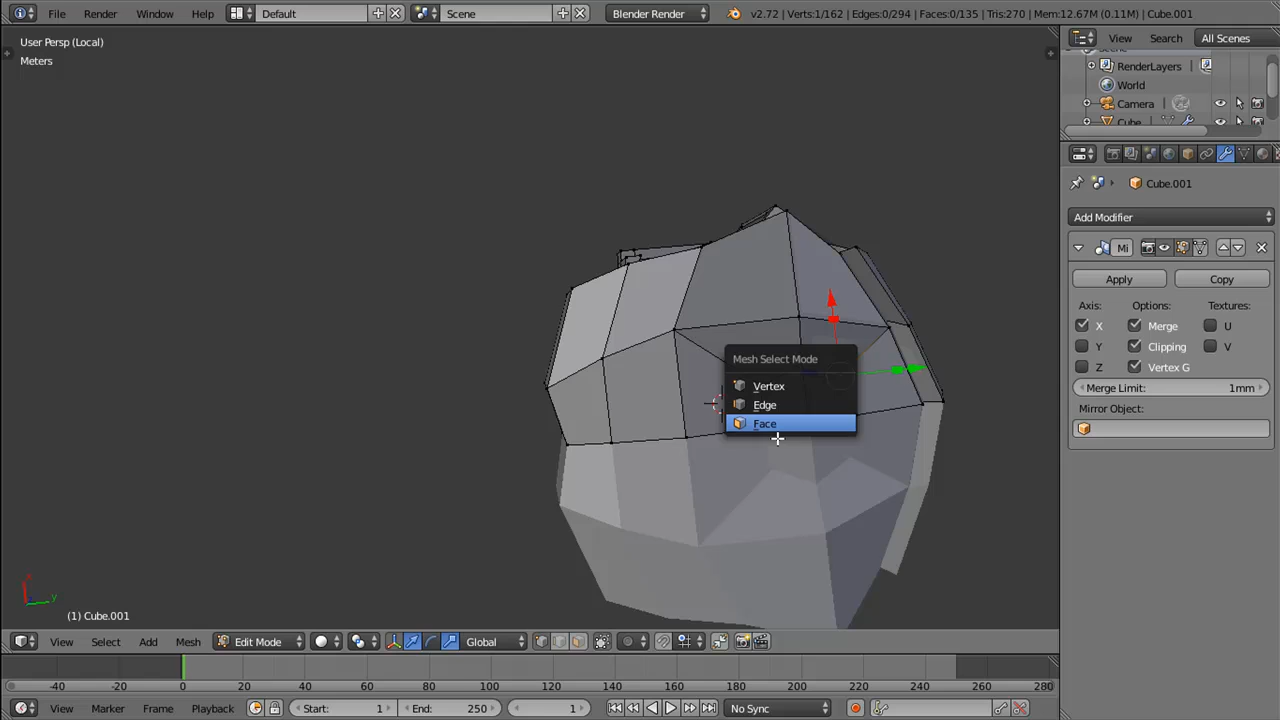 File Render Window Help Default Scene Blender Render v2.72 | Verts:1/162 | Edges:0/294 | Faces:0/135 | Tris:270 | Mem:12.67M (0.11M) | Cube.001
User Persp (Local)
Meters
View Search All Scenes
RenderLayers
World
Camera
Cube
Cube.001
Add Modifier
Mi
Apply Copy
Axis: Options: Textures:
X Merge U
Y Clipping V
Z Vertex G
Merge Limit: 1mm
Mirror Object:
Mesh Select Mode
Vertex
Edge
Face
x
y
(1) Cube.001
View Select Add Mesh Edit Mode Global
-40 -20 0 20 40 60 80 100 120 140 160 180 200 220 240 260 280
View Marker Frame Playback Start: 1 End: 250 1 No Sync